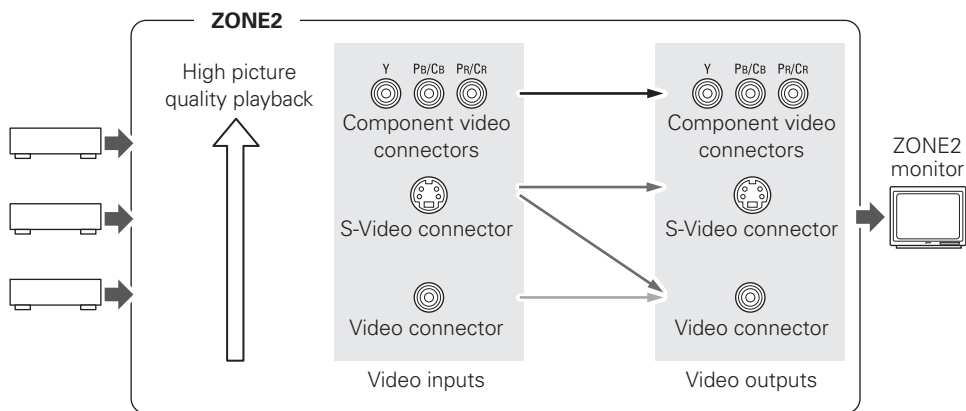 ZONE2
High picture
quality playback
Y PB/CB PR/CR
Component video
connectors
S-Video connector
Video connector
Video inputs
Y PB/CB PR/CR
Component video
connectors
S-Video connector
Video connector
Video outputs
ZONE2
monitor